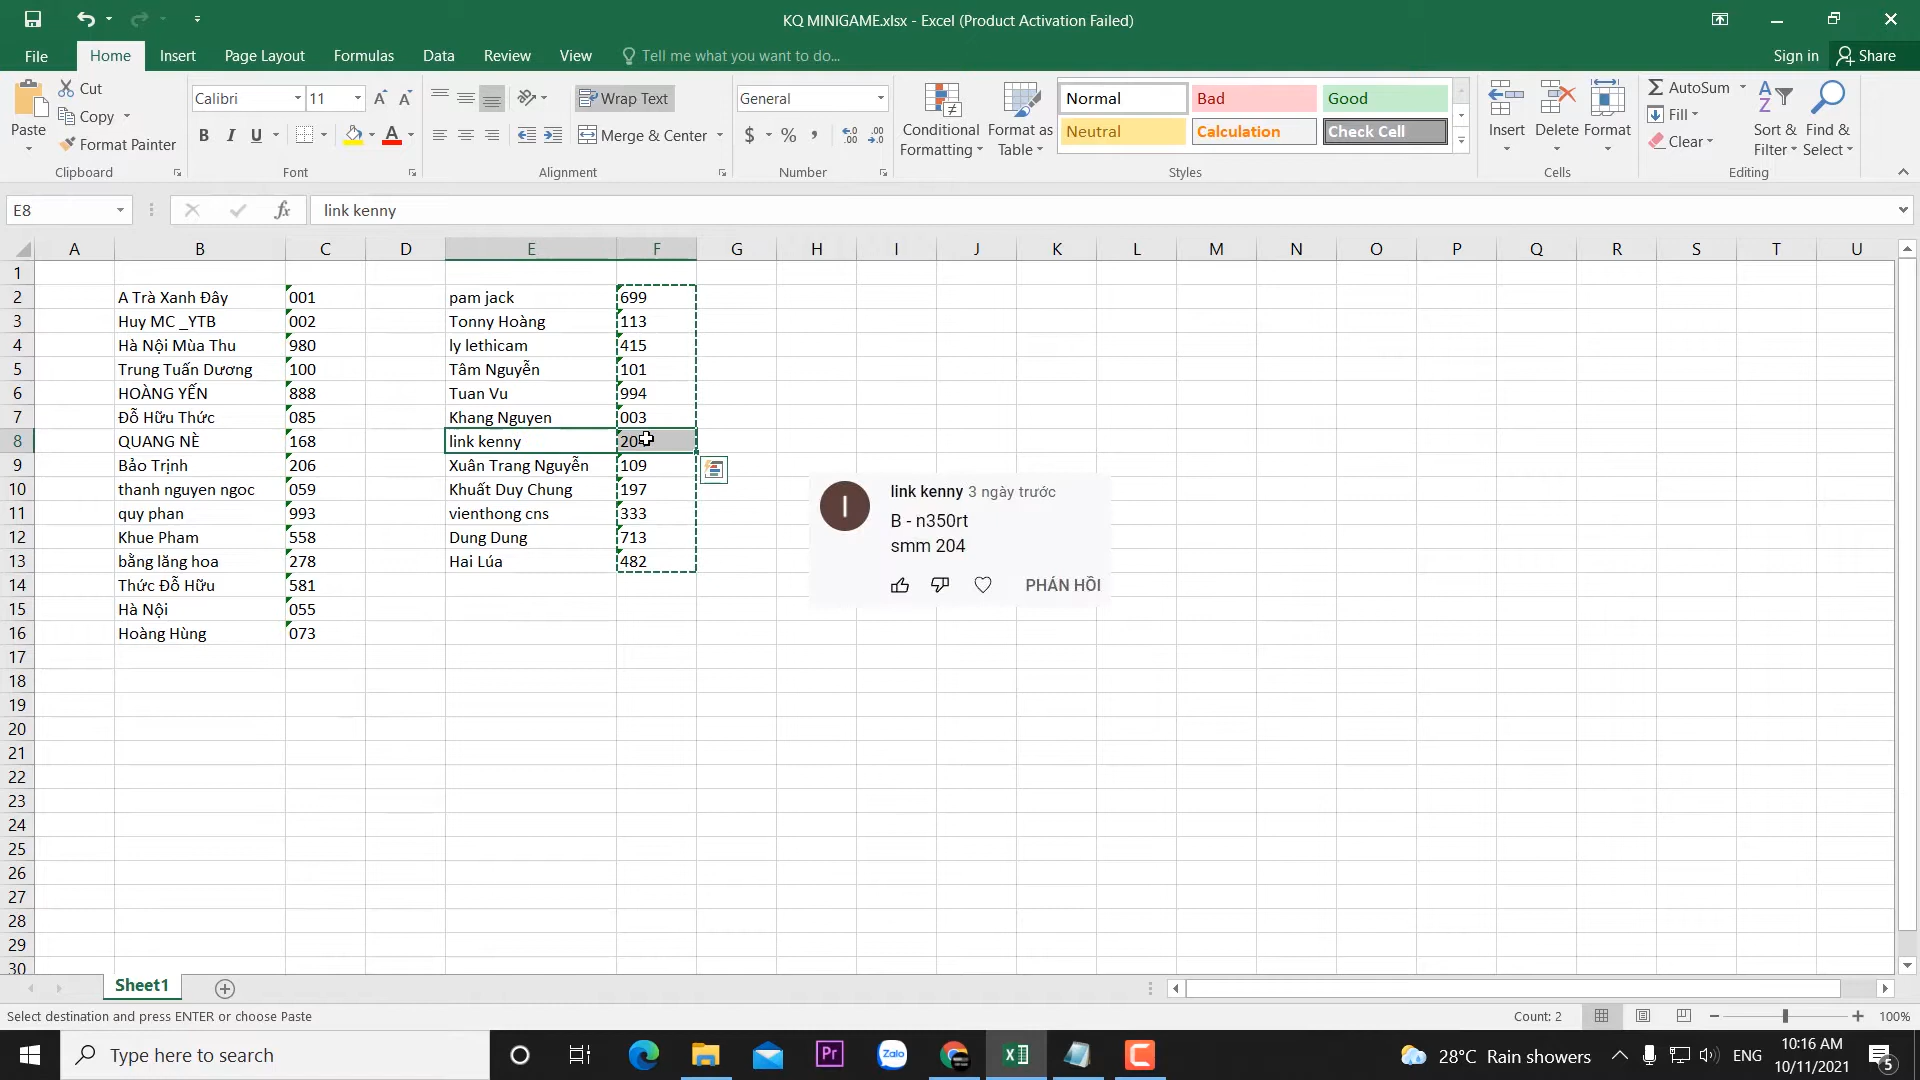 KQ MINIGAME.xlsx - Excel (Product Activation Failed)
File Home Insert Page Layout Formulas Data Review View Tell me what you want to do... Sign in Share
Paste Cut Copy Format Painter Clipboard
Calibri 11 B I U A Font
Wrap Text Merge & Center Alignment
General $ % , Number
Conditional Formatting Format as Table
Normal Bad Good
Neutral Calculation Check Cell
Styles
Insert Delete Format Cells
AutoSum Fill Clear Sort & Filter Find & Select Editing
E8 fx link kenny
A B C D E F G H I J K L M N O P Q R S T U
1
2 A Trà Xanh Đây 001 pam jack 699
3 Huy MC _YTB 002 Tonny Hoàng 113
4 Hà Nội Mùa Thu 980 ly lethicam 415
5 Trung Tuấn Dương 100 Tâm Nguyễn 101
6 HOÀNG YẾN 888 Tuan Vu 994
7 Đỗ Hữu Thức 085 Khang Nguyen 003
8 QUANG NÈ 168 link kenny
9 Bảo Trịnh 206 Xuân Trang Nguyễn 109
10 thanh nguyen ngoc 059 Khuất Duy Chung 197
11 quy phan 993 vienthong cns 333
12 Khue Pham 558 Dung Dung 713
13 bằng lăng hoa 278 Hai Lúa 482
14 Thức Đỗ Hữu 581
15 Hà Nội 055
16 Hoàng Hùng 073
17
18
19
20
21
22
23
24
25
26
27
28
29
30
I
link kenny 3 ngày trước
B - n350rt
smm 204
PHẢN HỒI
Sheet1
Select destination and press ENTER or choose Paste Count: 2 100%
Type here to search Pr Zalo 28°C Rain showers ENG 10:16 AM
10/11/2021 5